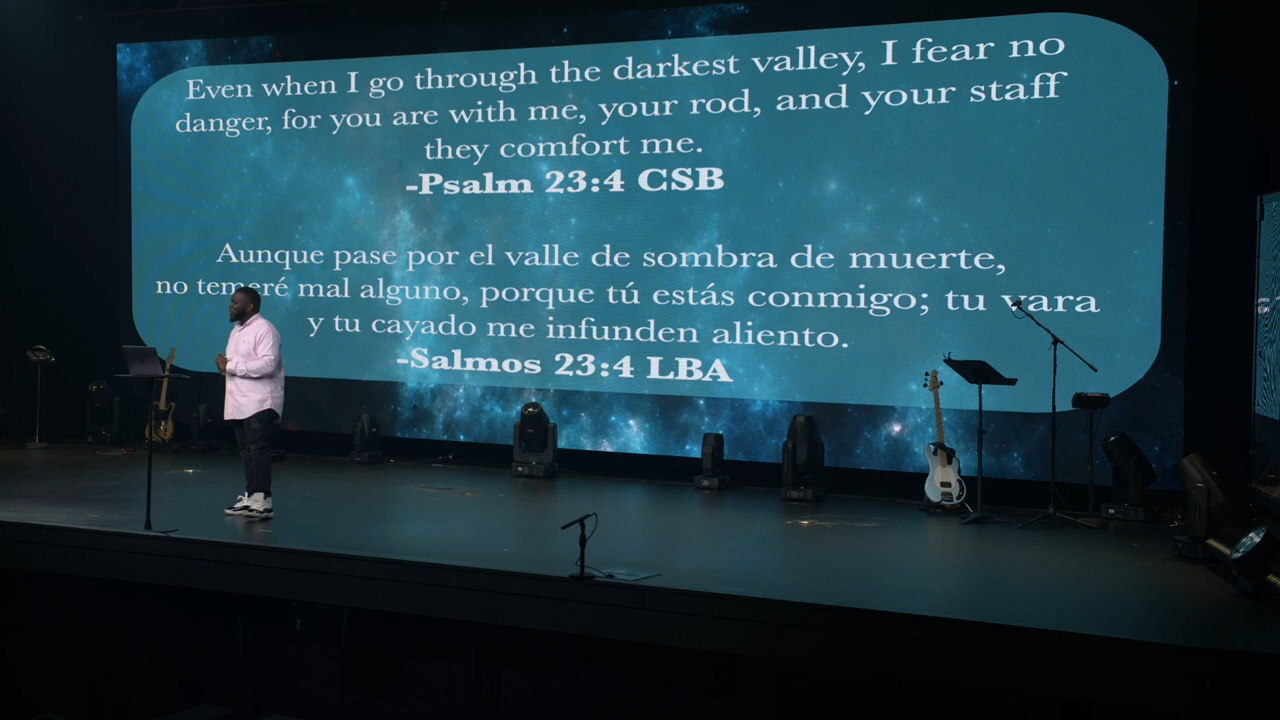 Even when I go through the darkest valley, I fear no
danger, for you are with me, your rod, and your staff
they comfort me.
-Psalm 23:4 CSB
Aunque pase por el valle de sombra de muerte,
no temeré mal alguno, porque tú estás conmigo; tu vara
y tu cayado me infunden aliento.
-Salmos 23:4 LBA